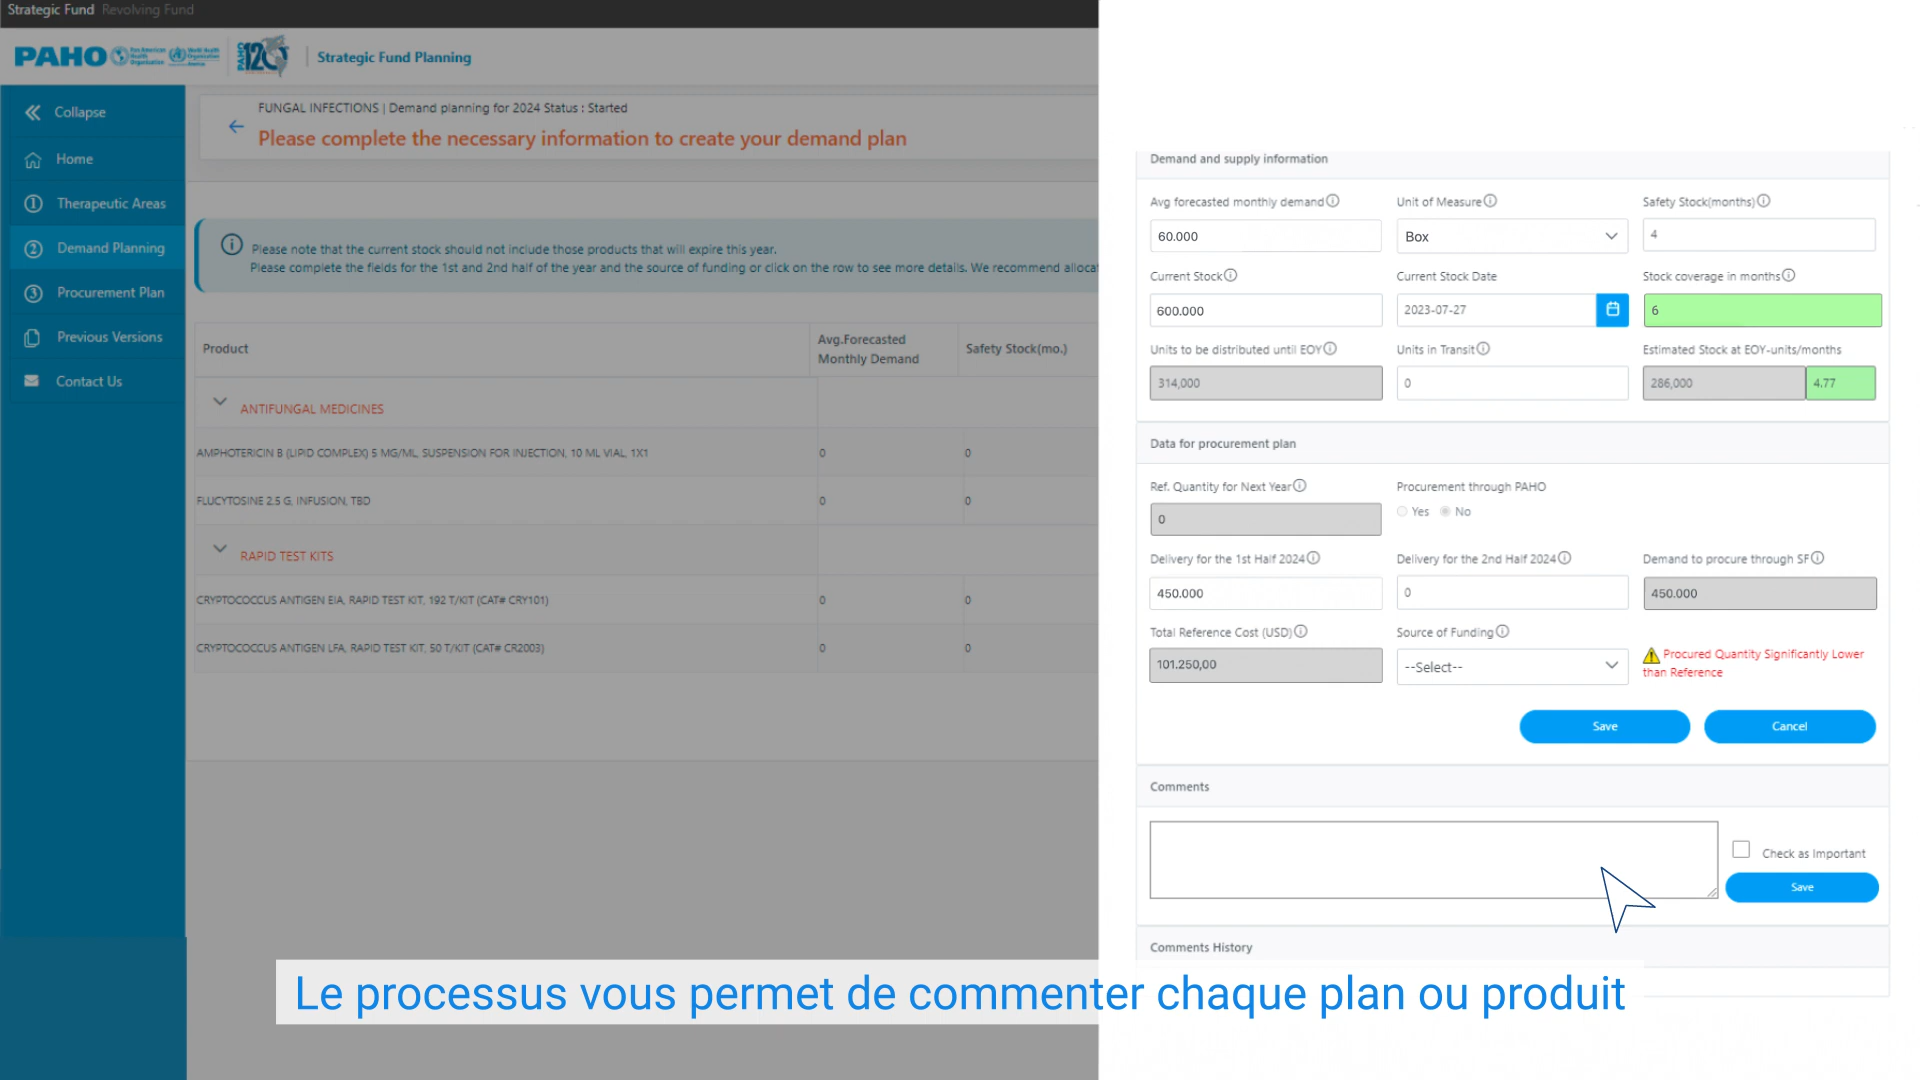 Strategic Fund Revolving Fund
PAHO Pan American Health Organization World Health Organization Americas PAHO 120 Strategic Fund Planning
Collapse
Home
1 Therapeutic Areas
2 Demand Planning
3 Procurement Plan
Previous Versions
Contact Us
FUNGAL INFECTIONS | Demand planning for 2024 Status : Started
Please complete the necessary information to create your demand plan
Please note that the current stock should not include those products that will expire this year.
Please complete the fields for the 1st and 2nd half of the year and the source of funding or click on the row to see more details. We recommend alloca
Product
Avg.Forecasted
Monthly Demand
Safety Stock(mo.)
ANTIFUNGAL MEDICINES
AMPHOTERICIN B (LIPID COMPLEX) 5 MG/ML, SUSPENSION FOR INJECTION, 10 ML VIAL, 1X1 0 0
FLUCYTOSINE 2.5 G, INFUSION, TBD 0 0
RAPID TEST KITS
CRYPTOCOCCUS ANTIGEN EIA, RAPID TEST KIT, 192 T/KIT (CAT# CRY101) 0 0
CRYPTOCOCCUS ANTIGEN LFA, RAPID TEST KIT, 50 T/KIT (CAT# CR2003) 0 0
Demand and supply information
Avg forecasted monthly demand Unit of Measure Safety Stock(months)
60.000 Box 4
Current Stock Current Stock Date Stock coverage in months
600.000 2023-07-27 6
Units to be distributed until EOY Units in Transit Estimated Stock at EOY-units/months
314,000 0 286,000 4.77
Data for procurement plan
Ref. Quantity for Next Year Procurement through PAHO
0 Yes No
Delivery for the 1st Half 2024 Delivery for the 2nd Half 2024 Demand to procure through SF
450.000 0 450.000
Total Reference Cost (USD) Source of Funding
101.250,00 --Select--
Procured Quantity Significantly Lower
than Reference
Save Cancel
Comments
Check as Important
Save
Comments History
Le processus vous permet de commenter chaque plan ou produit